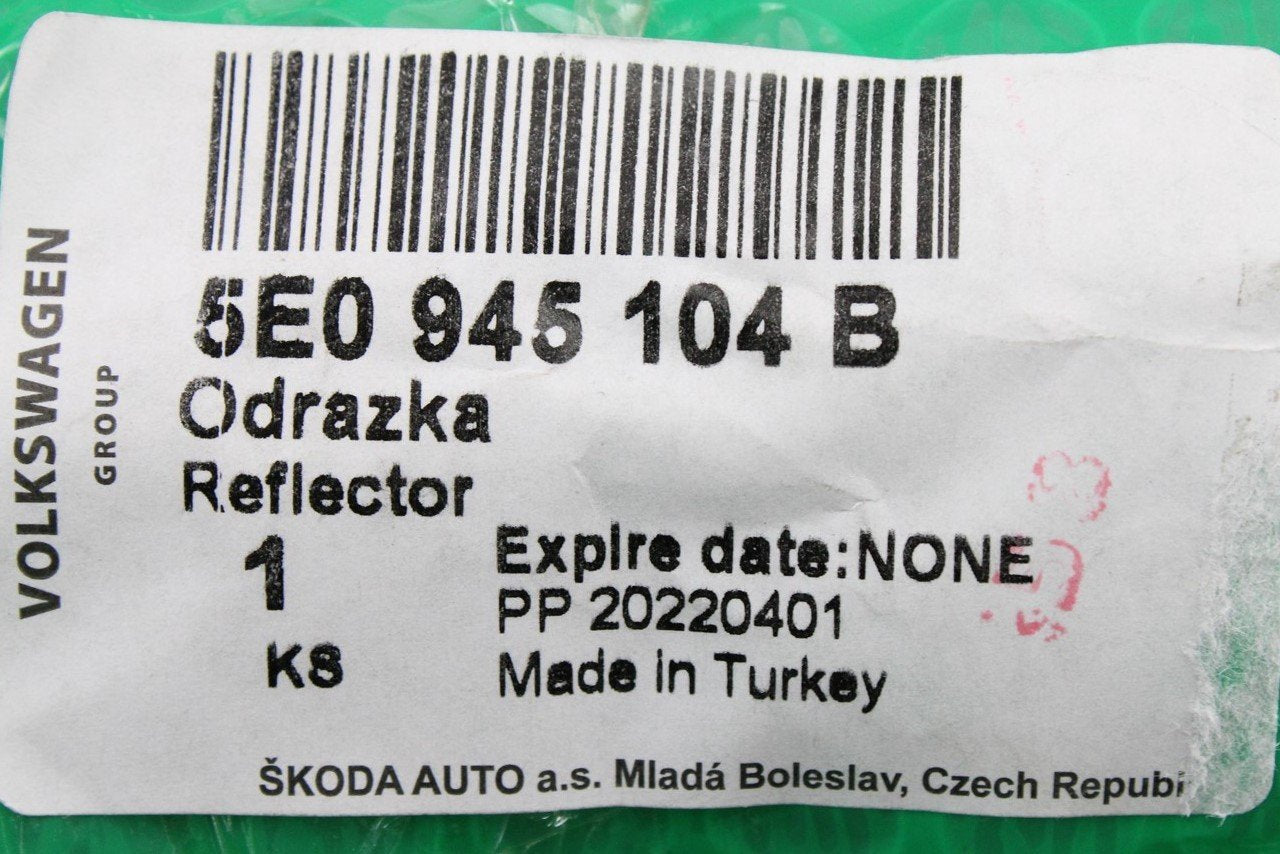 VOLKSWAGEN
GROUP
5E0 945 104 B
Odrazka
Reflector
1
KS
Expire date:NONE
PP 20220401
Made in Turkey
ŠKODA AUTO a.s. Mladá Boleslav, Czech Republi